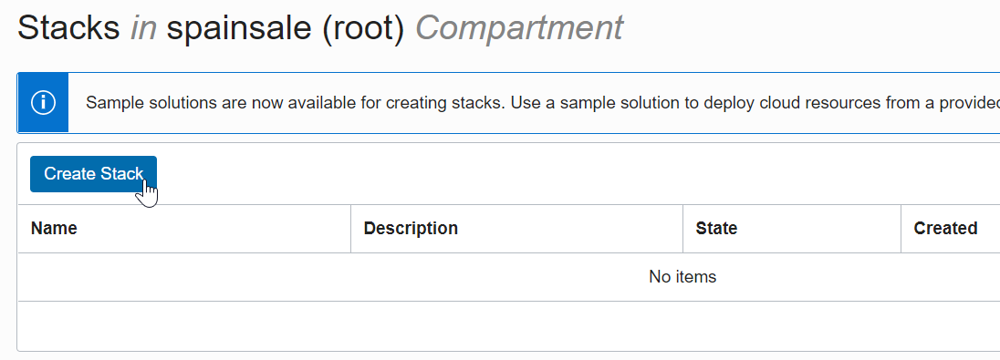 Stacks in spainsale (root) Compartment
Sample solutions are now available for creating stacks. Use a sample solution to deploy cloud resources from a provided
Create Stack
Name Description State Created
No items